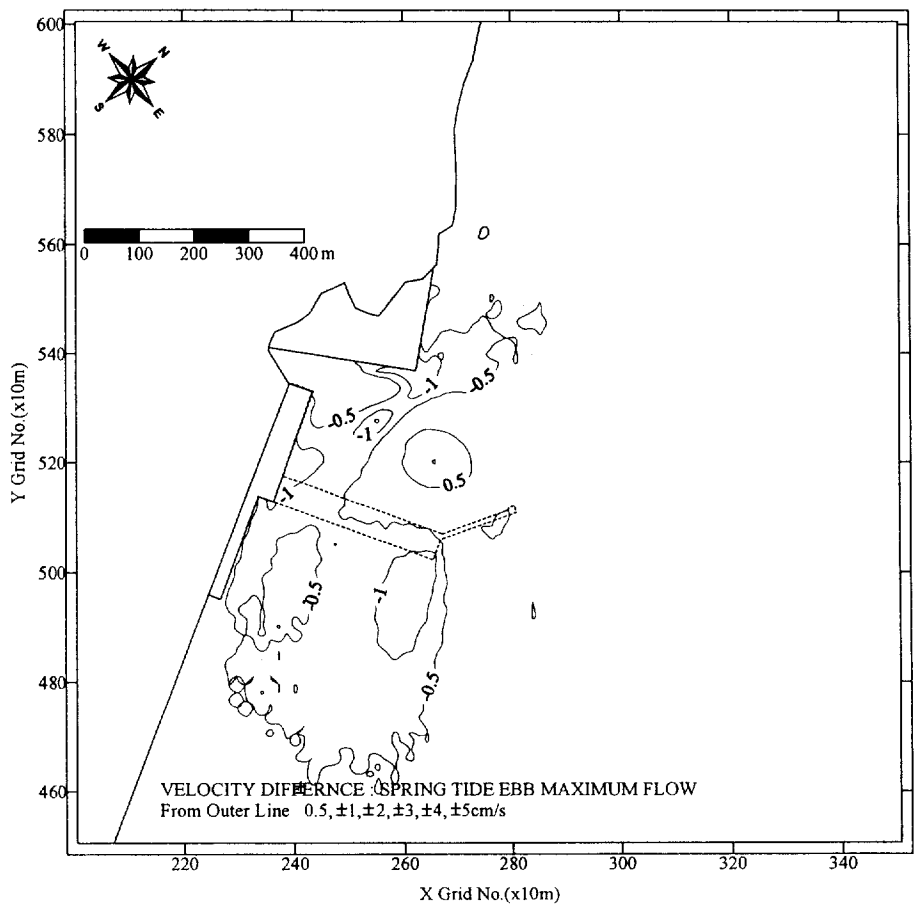 600
W
N
S
E
580
560
0 100 200 300 400 m
540
-1
-0.5
-0.5
-1
520
0.5
-1
Y Grid No.(x10m)
500
-0.5
-1
480
-0.5
460
VELOCITY DIFFERNCE : SPRING TIDE EBB MAXIMUM FLOW
From Outer Line 0.5, ±1, ±2, ±3, ±4, ±5cm/s
220 240 260 280 300 320 340
X Grid No.(x10m)